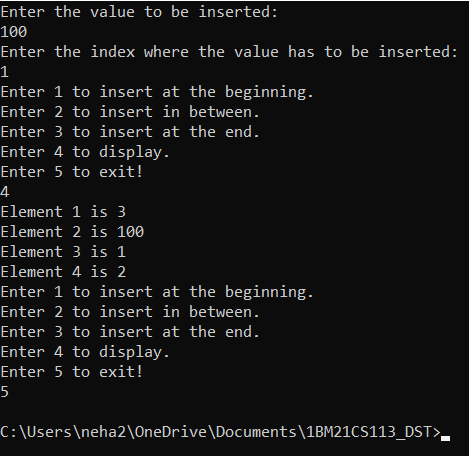 Enter the value to be inserted:
100
Enter the index where the value has to be inserted:
1
Enter 1 to insert at the beginning.
Enter 2 to insert in between.
Enter 3 to insert at the end.
Enter 4 to display.
Enter 5 to exit!
4
Element 1 is 3
Element 2 is 100
Element 3 is 1
Element 4 is 2
Enter 1 to insert at the beginning.
Enter 2 to insert in between.
Enter 3 to insert at the end.
Enter 4 to display.
Enter 5 to exit!
5
C:\Users\neha2\OneDrive\Documents\1BM21CS113_DST>